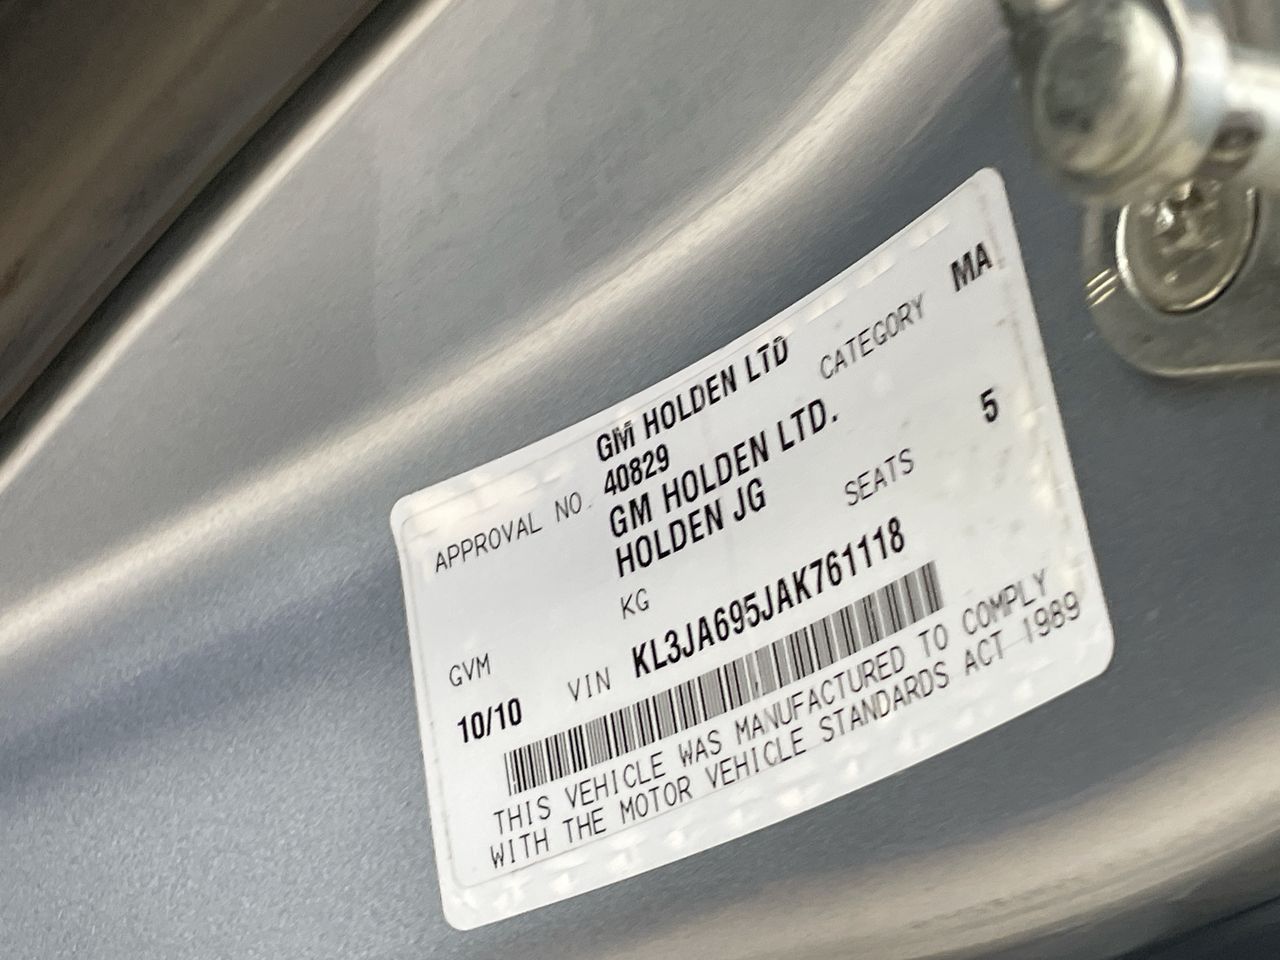 GM HOLDEN LTD
APPROVAL NO. 40829 CATEGORY MA
GM HOLDEN LTD.
HOLDEN JG SEATS 5
GVM KG
10/10 VIN KL3JA695JAK761118
THIS VEHICLE WAS MANUFACTURED TO COMPLY
WITH THE MOTOR VEHICLE STANDARDS ACT 1989